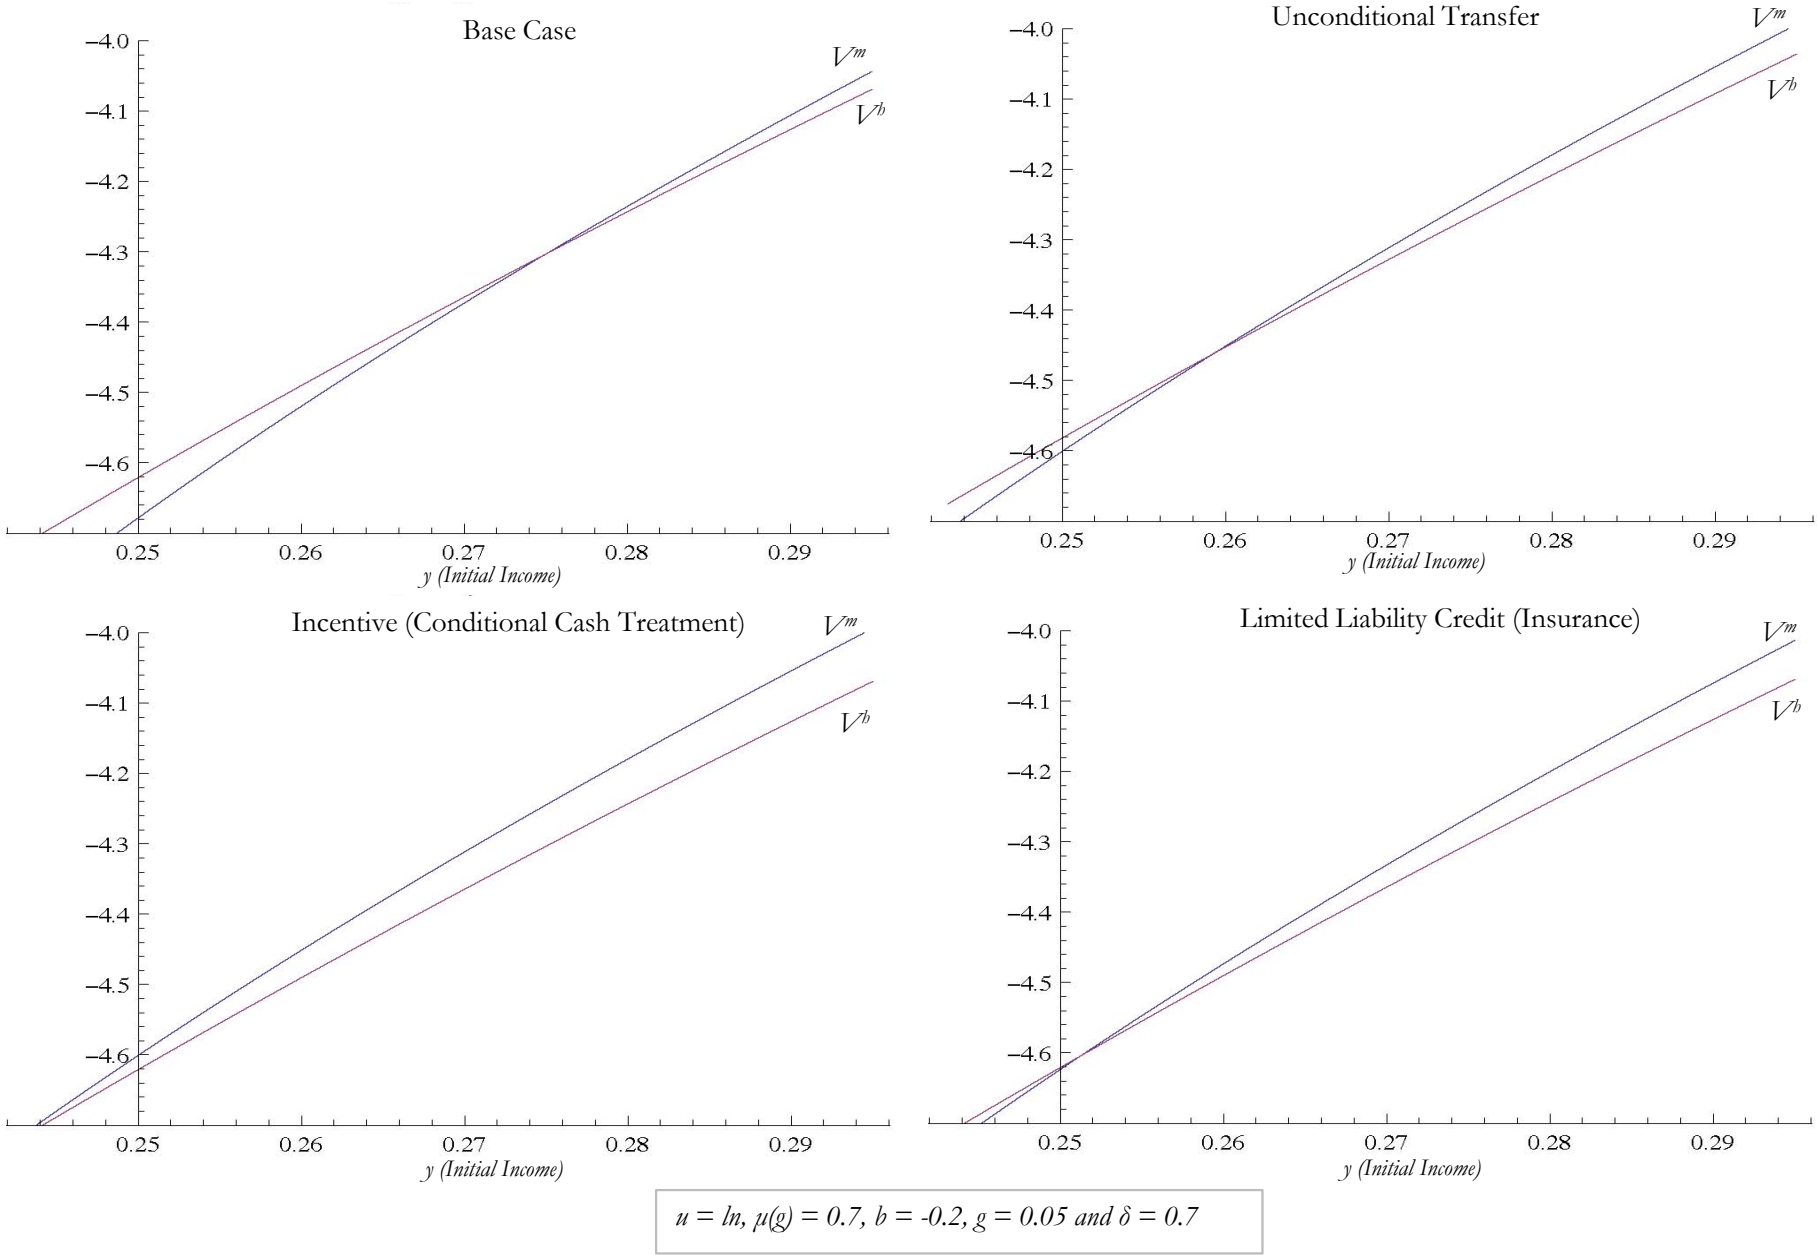 Base Case
V^m
V^h
−4.0
−4.1
−4.2
−4.3
−4.4
−4.5
−4.6
0.25 0.26 0.27 0.28 0.29
y (Initial Income)
Unconditional Transfer
V^m
V^h
−4.0
−4.1
−4.2
−4.3
−4.4
−4.5
−4.6
0.25 0.26 0.27 0.28 0.29
y (Initial Income)
Incentive (Conditional Cash Treatment)
V^m
V^h
−4.0
−4.1
−4.2
−4.3
−4.4
−4.5
−4.6
0.25 0.26 0.27 0.28 0.29
y (Initial Income)
Limited Liability Credit (Insurance)
V^m
V^h
−4.0
−4.1
−4.2
−4.3
−4.4
−4.5
−4.6
0.25 0.26 0.27 0.28 0.29
y (Initial Income)
u = ln, μ(g) = 0.7, b = -0.2, g = 0.05 and δ = 0.7